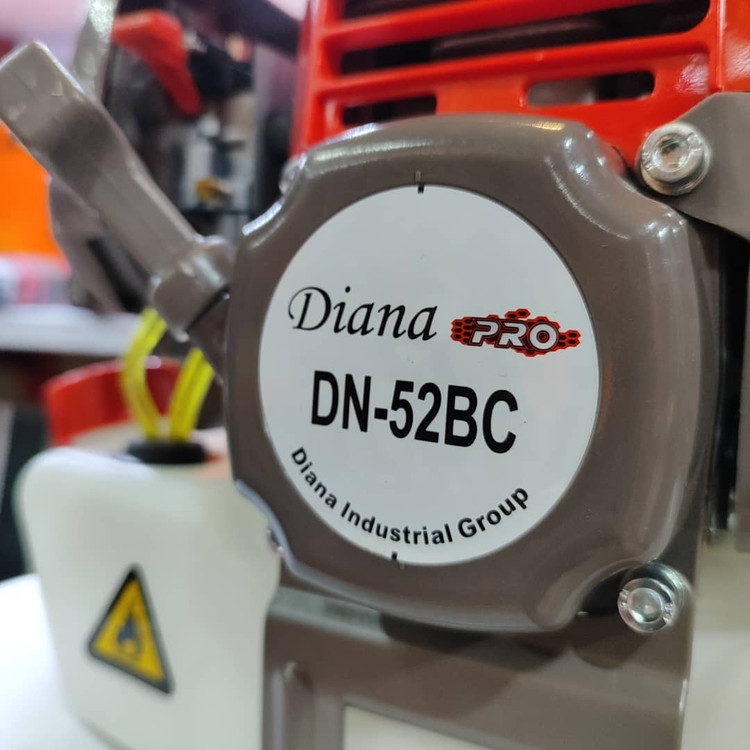 Diana PRO
DN-52BC
Diana Industrial Group